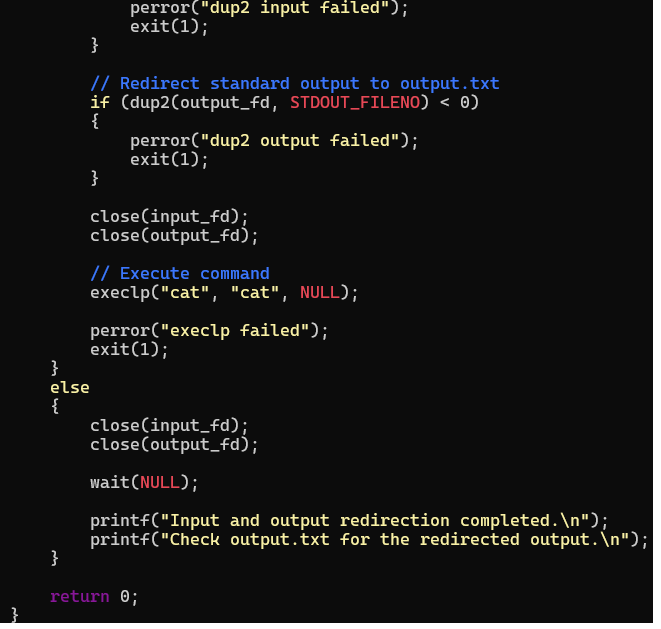 perror("dup2 input failed");
            exit(1);
        }

        // Redirect standard output to output.txt
        if (dup2(output_fd, STDOUT_FILENO) < 0)
        {
            perror("dup2 output failed");
            exit(1);
        }

        close(input_fd);
        close(output_fd);

        // Execute command
        execlp("cat", "cat", NULL);

        perror("execlp failed");
        exit(1);
    }
    else
    {
        close(input_fd);
        close(output_fd);

        wait(NULL);

        printf("Input and output redirection completed.\n");
        printf("Check output.txt for the redirected output.\n");
    }

    return 0;
}